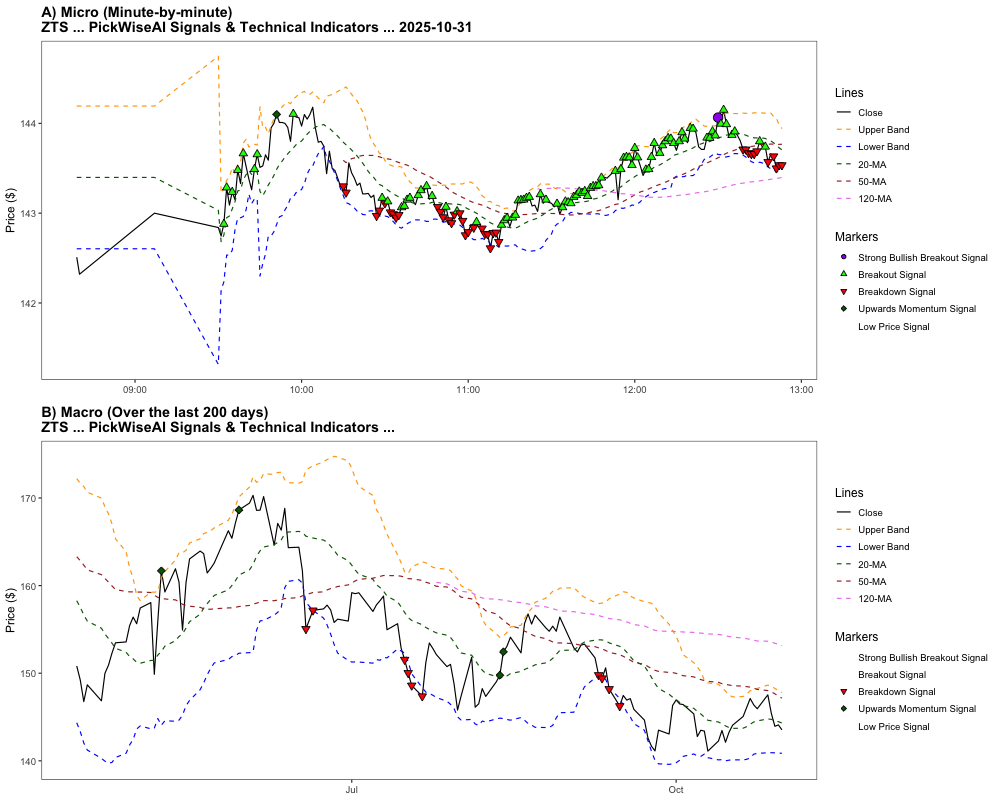 A) Micro (Minute-by-minute)
ZTS ... PickWiseAI Signals & Technical Indicators ... 2025-10-31
Price ($)
144
143
142
09:00
10:00
11:00
12:00
13:00
Lines
Close
Upper Band
Lower Band
20-MA
50-MA
120-MA
Markers
Strong Bullish Breakout Signal
Breakout Signal
Breakdown Signal
Upwards Momentum Signal
Low Price Signal
B) Macro (Over the last 200 days)
ZTS ... PickWiseAI Signals & Technical Indicators ...
Price ($)
170
160
150
140
Jul
Oct
Lines
Close
Upper Band
Lower Band
20-MA
50-MA
120-MA
Markers
Strong Bullish Breakout Signal
Breakout Signal
Breakdown Signal
Upwards Momentum Signal
Low Price Signal